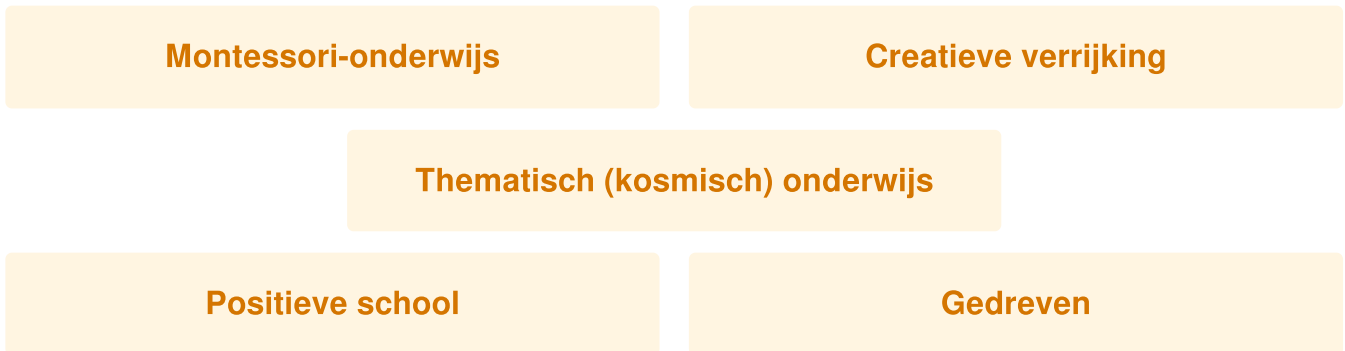 Montessori-onderwijs
Creatieve verrijking
Thematisch (kosmisch) onderwijs
Positieve school
Gedreven